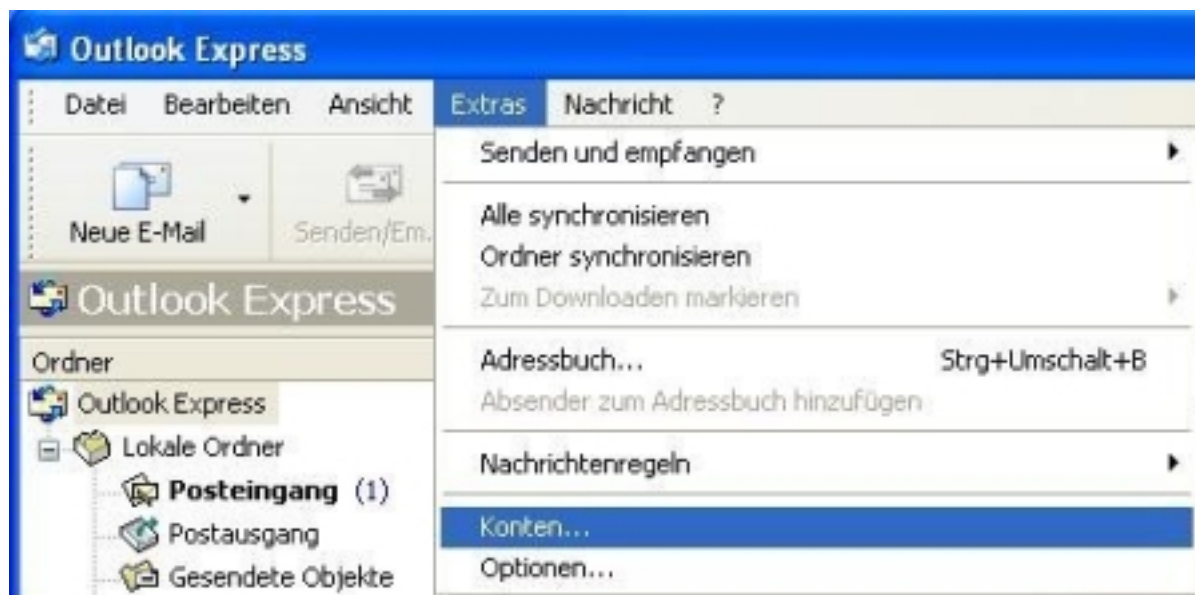 Outlook Express
Datei Bearbeiten Ansicht Extras Nachricht ?
Neue E-Mail Senden/Em.
Senden und empfangen
Alle synchronisieren
Ordner synchronisieren
Zum Downloaden markieren
Adressbuch... Strg+Umschalt+B
Absender zum Adressbuch hinzufügen
Nachrichtenregeln
Konten...
Optionen...
Outlook Express
Ordner
Outlook Express
Lokale Ordner
Posteingang (1)
Postausgang
Gesendete Objekte